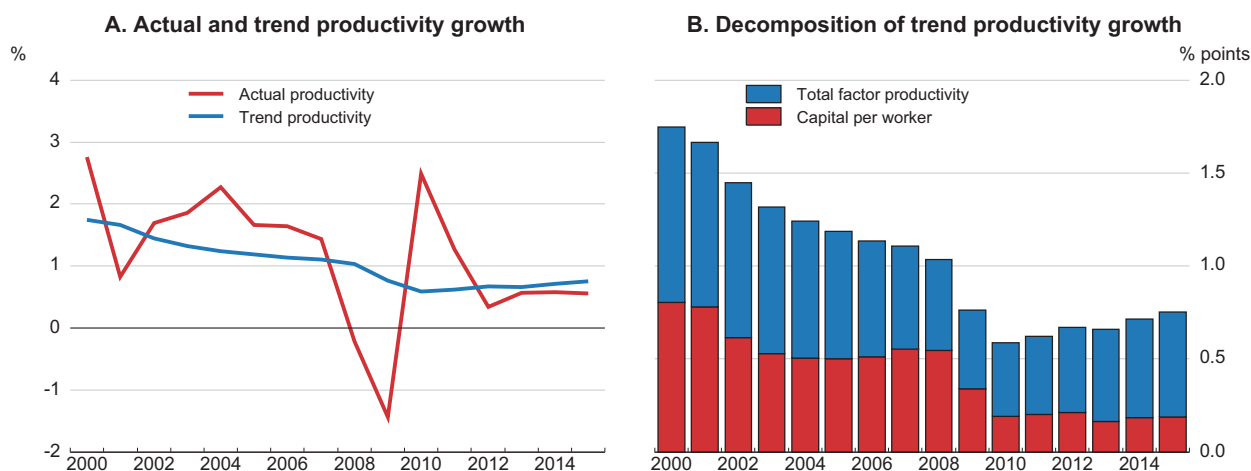 A. Actual and trend productivity growth
%
4
3
2
1
0
-1
-2
Actual productivity
Trend productivity
2000 2002 2004 2006 2008 2010 2012 2014
B. Decomposition of trend productivity growth
% points
2.0
1.5
1.0
0.5
0.0
Total factor productivity
Capital per worker
2000 2002 2004 2006 2008 2010 2012 2014